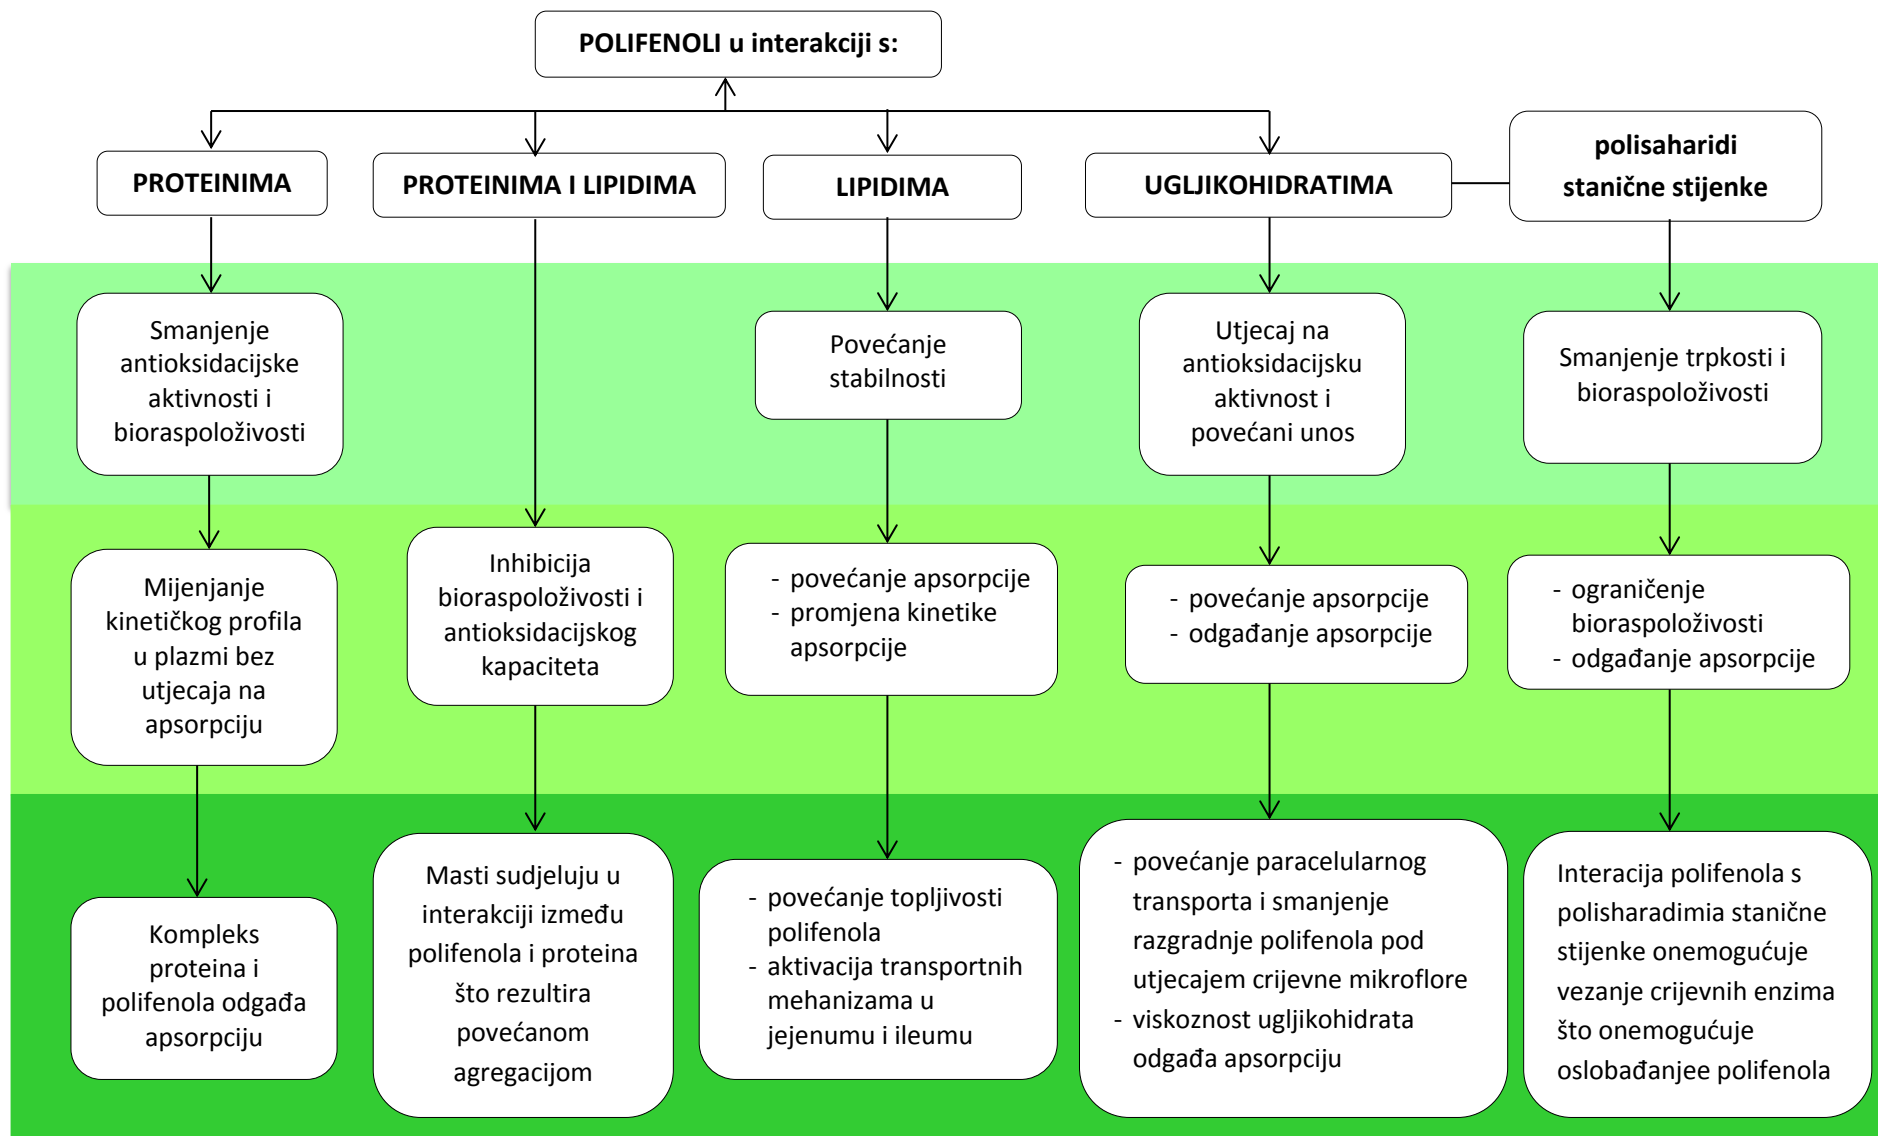 POLIFENOLI u interakciji s:
PROTEINIMA
PROTEINIMA I LIPIDIMA
LIPIDIMA
UGLJIKOHIDRATIMA
polisaharidi
stanične stijenke
Smanjenje
antioksidacijske
aktivnosti i
bioraspoloživosti
Povećanje
stabilnosti
Utjecaj na
antioksidacijsku
aktivnost i
povećani unos
Smanjenje trpkosti i
bioraspoloživosti
Mijenjanje
kinetičkog profila
u plazmi bez
utjecaja na
apsorpciju
Inhibicija
bioraspoloživosti i
antioksidacijskog
kapaciteta
- povećanje apsorpcije
- promjena kinetike
apsorpcije
- povećanje apsorpcije
- odgađanje apsorpcije
- ograničenje
bioraspoloživosti
- odgađanje apsorpcije
Kompleks
proteina i
polifenola odgađa
apsorpciju
Masti sudjeluju u
interakciji između
polifenola i proteina
što rezultira
povećanom
agregacijom
- povećanje topljivosti
polifenola
- aktivacija transportnih
mehanizama u
jejenumu i ileumu
- povećanje paracelularnog
transporta i smanjenje
razgradnje polifenola pod
utjecajem crijevne mikroflore
- viskoznost ugljikohidrata
odgađa apsorpciju
Interacija polifenola s
polisharadimia stanične
stijenke onemogućuje
vezanje crijevnih enzima
što onemogućuje
oslobađanjee polifenola